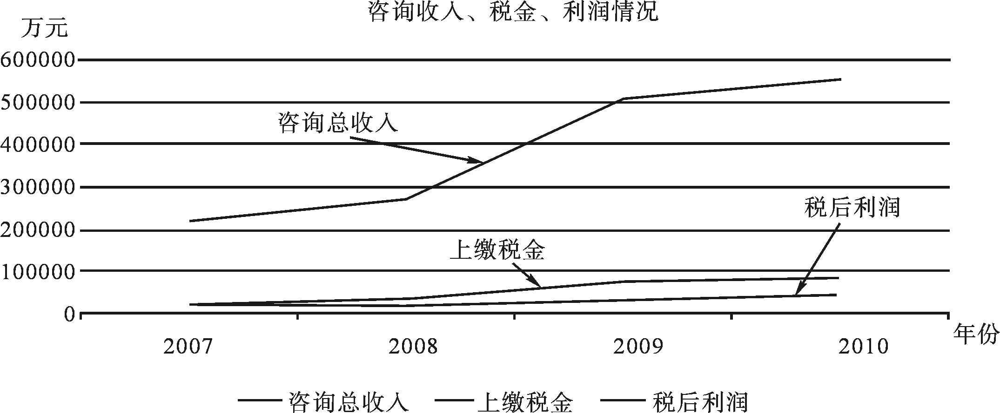 咨询收入、税金、利润情况
万元
600000
500000
咨询总收入
400000
300000
税后利润
200000
上缴税金
100000
0
2007 2008 2009 2010 年份
咨询总收入 上缴税金 税后利润